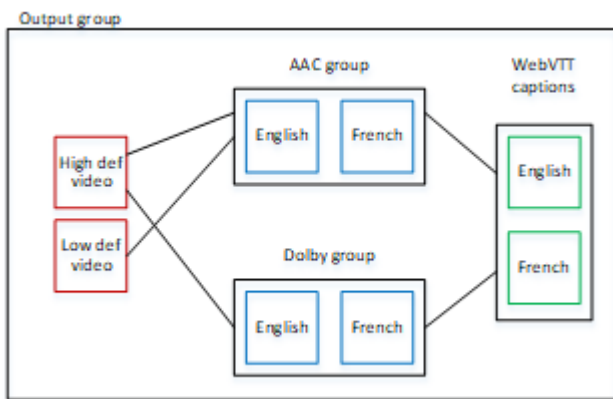 Output group
AAC group
WebVTT
captions
English
French
High def
video
English
Low def
video
French
Dolby group
English
French